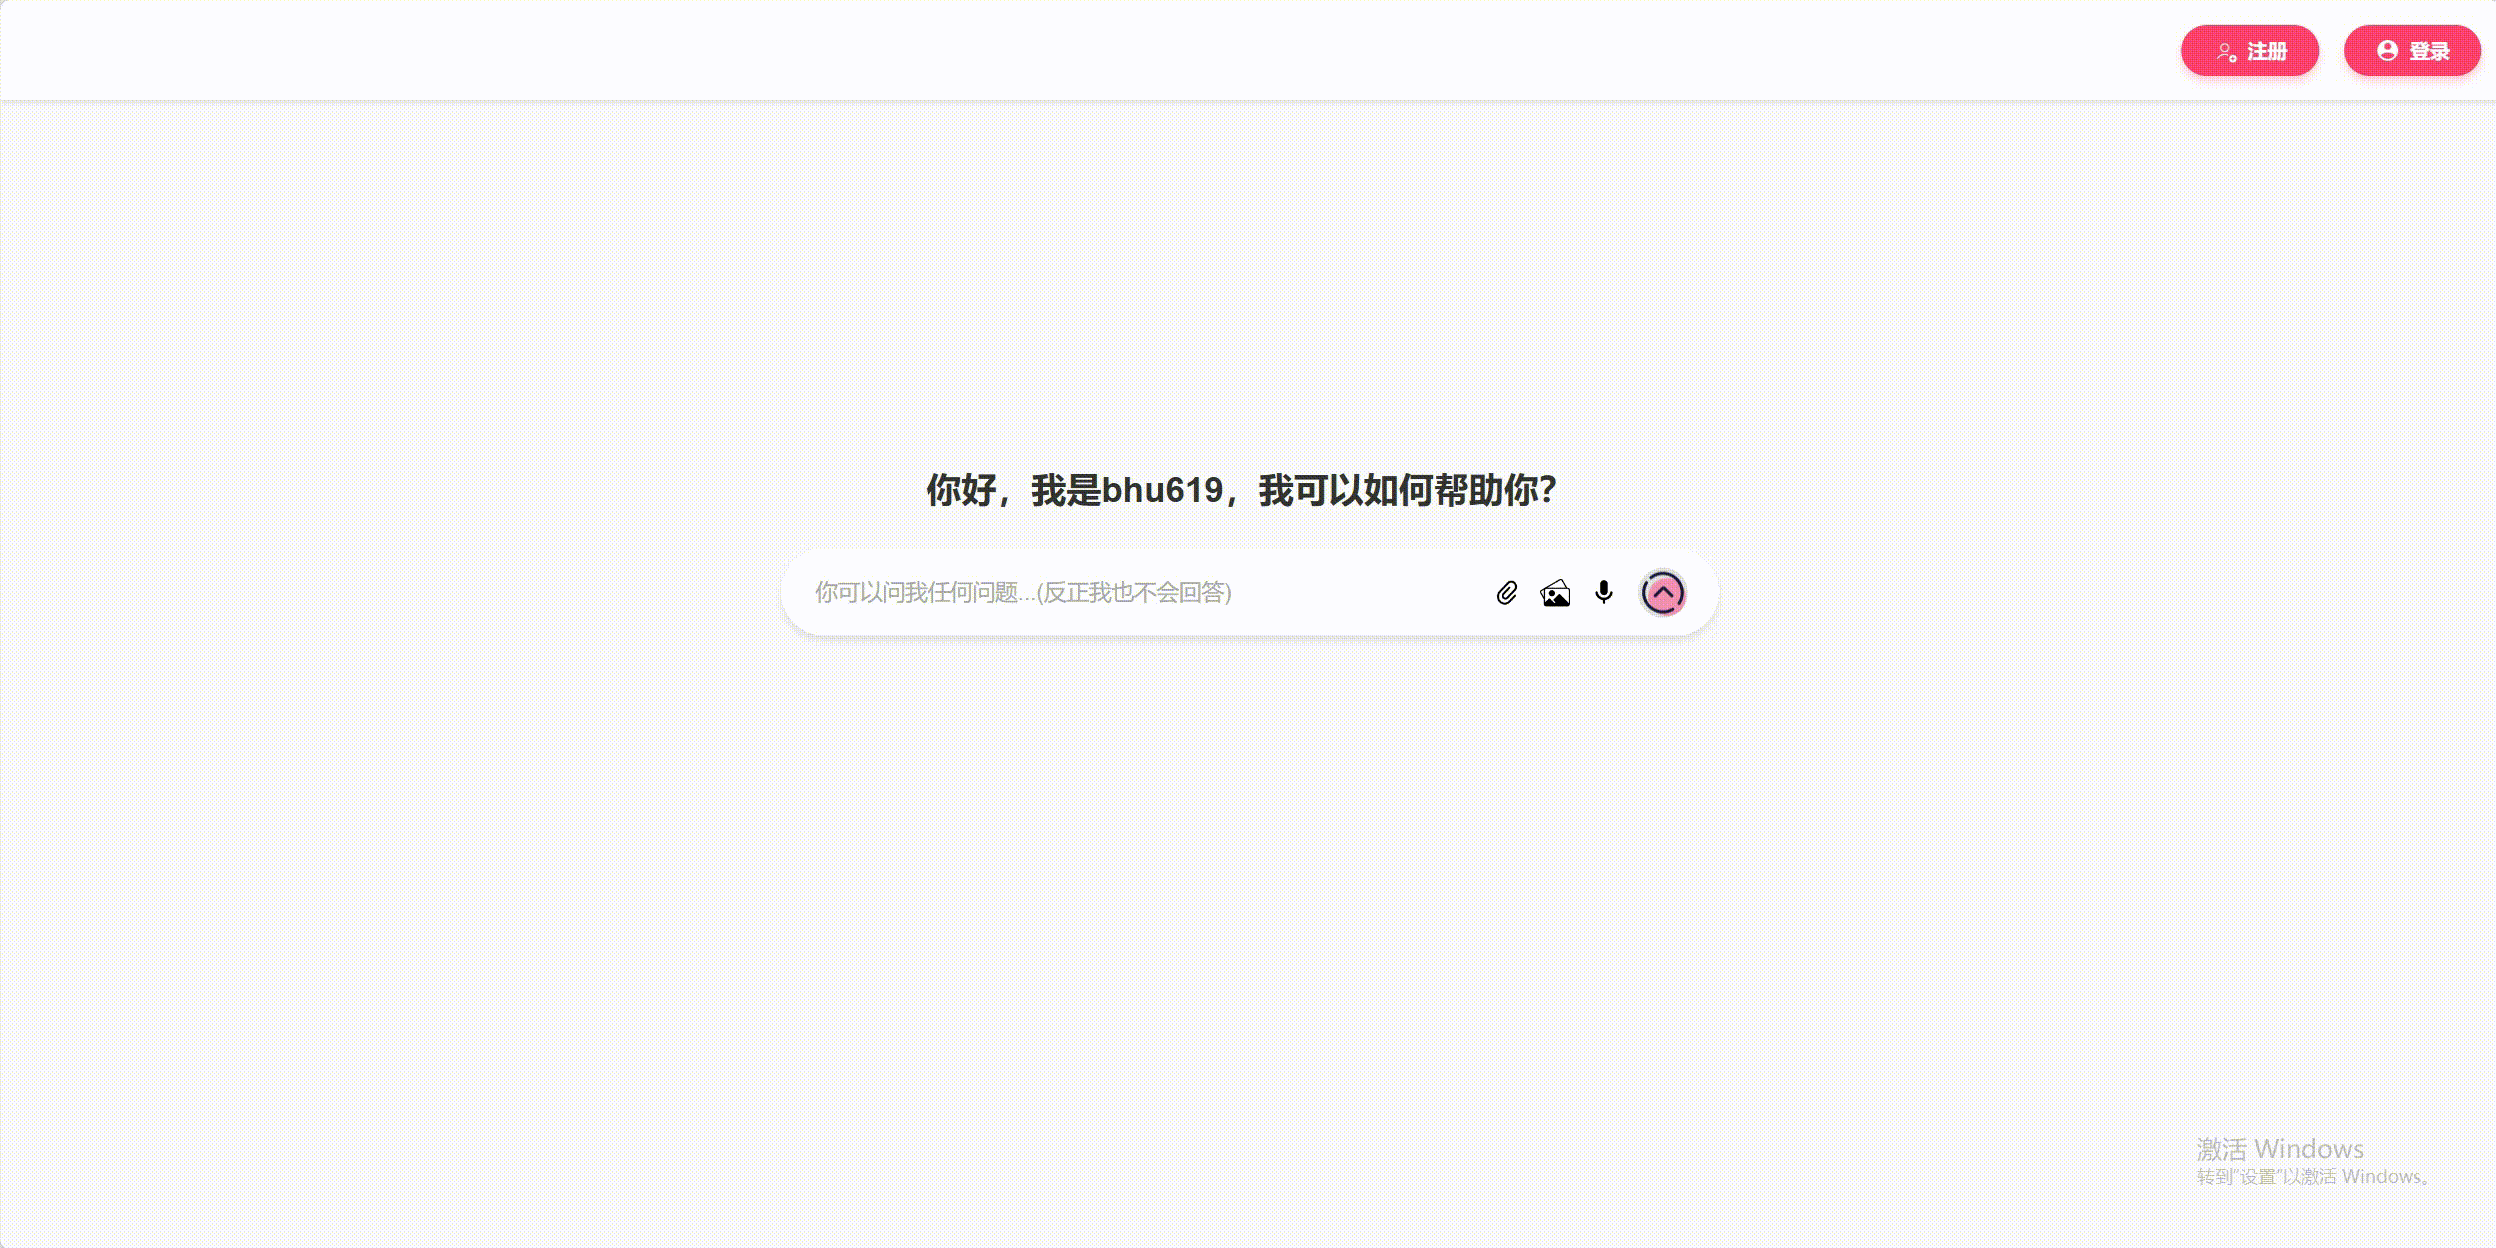 注册
登录
你好，我是bhu619，我可以如何帮助你？
你可以问我任何问题...(反正我也不会回答)
激活 Windows
转到"设置"以激活 Windows。